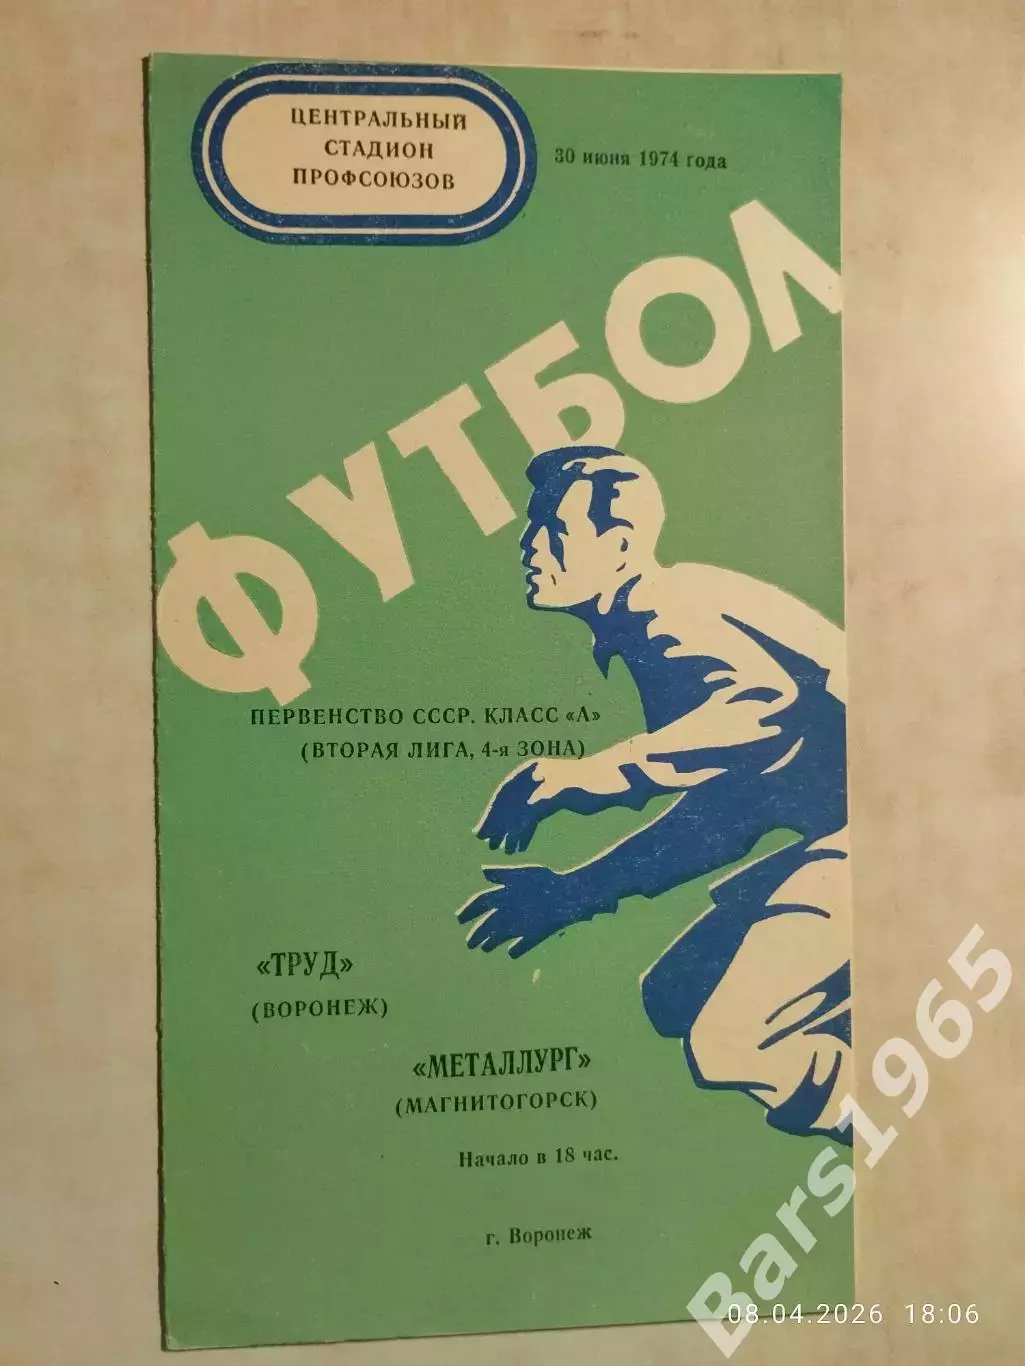 ЦЕНТРАЛЬНЫЙ
СТАДИОН
ПРОФСОЮЗОВ
30 июня 1974 года
ФУТБОЛ
ПЕРВЕНСТВО СССР. КЛАСС «А»
(ВТОРАЯ ЛИГА, 4-я ЗОНА)
«ТРУД»
(ВОРОНЕЖ)
«МЕТАЛЛУРГ»
(МАГНИТОГОРСК)
Начало в 18 час.
г. Воронеж
Bars1965
08.04.2026 18:06